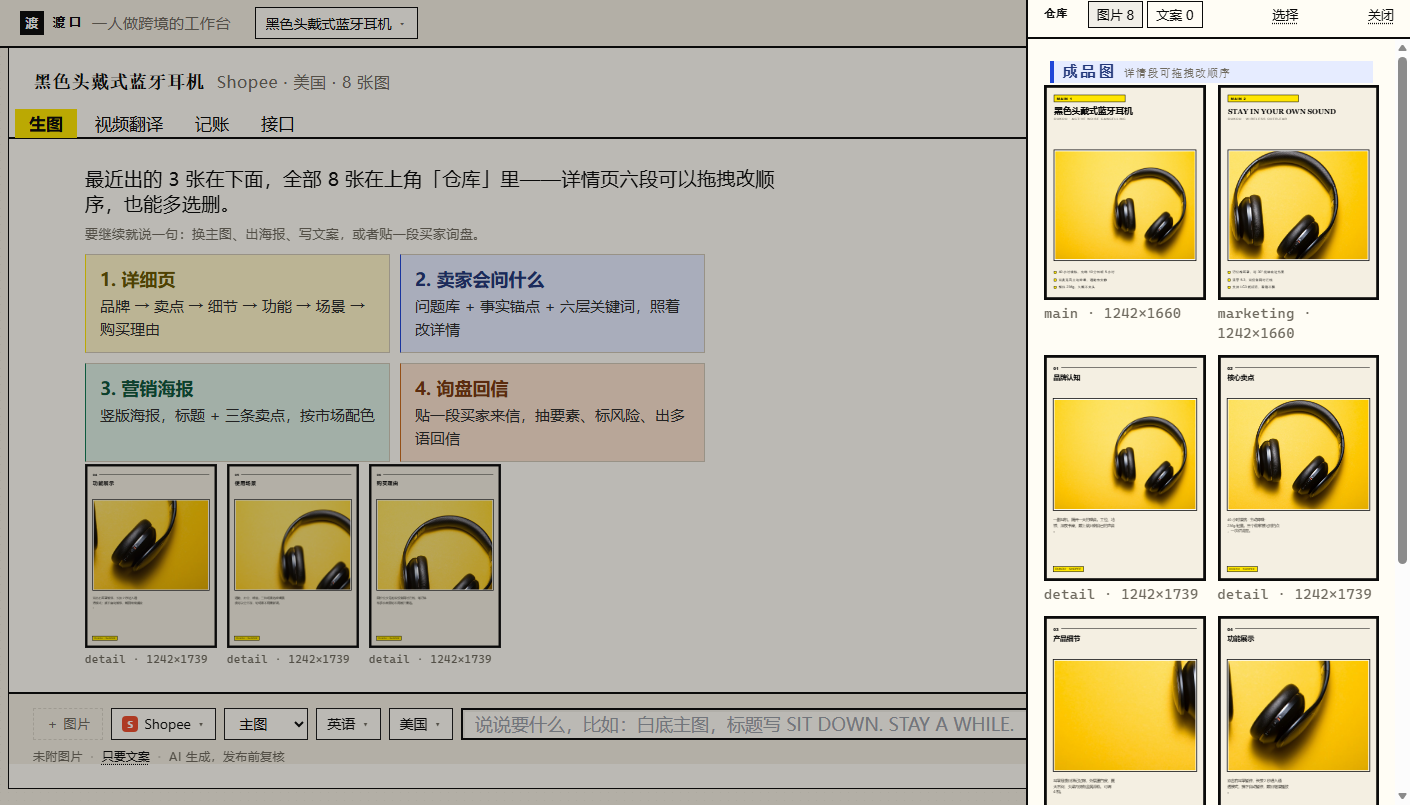 渡 渡口 一人做跨境的工作台 黑色头戴式蓝牙耳机
黑色头戴式蓝牙耳机 Shopee · 美国 · 8 张图
生图 视频翻译 记账 接口
最近出的 3 张在下面，全部 8 张在上角「仓库」里——详情页六段可以拖拽改顺
序，也能多选删。
要继续就说一句：换主图、出海报、写文案，或者贴一段买家询盘。
1. 详细页
品牌 → 卖点 → 细节 → 功能 → 场景 →
购买理由
2. 卖家会问什么
问题库 + 事实锚点 + 六层关键词，照着
改详情
3. 营销海报
竖版海报，标题 + 三条卖点，按市场配色
4. 询盘回信
贴一段买家来信，抽要素、标风险、出多
语回信
功能展示
使用场景
购买理由
detail · 1242×1739
detail · 1242×1739
detail · 1242×1739
+ 图片 S Shopee 主图 英语 美国 说说要什么，比如：白底主图，标题写 SIT DOWN. STAY A WHILE.
未附图片 · 只要文案 · AI 生成，发布前复核
仓库 图片 8 文案 0 选择 关闭
成品图 详情段可拖拽改顺序
黑色头戴式蓝牙耳机
STAY IN YOUR OWN SOUND
main · 1242×1660
marketing ·
1242×1660
01
品牌认知
02
核心卖点
detail · 1242×1739
detail · 1242×1739
03
产品细节
04
功能展示